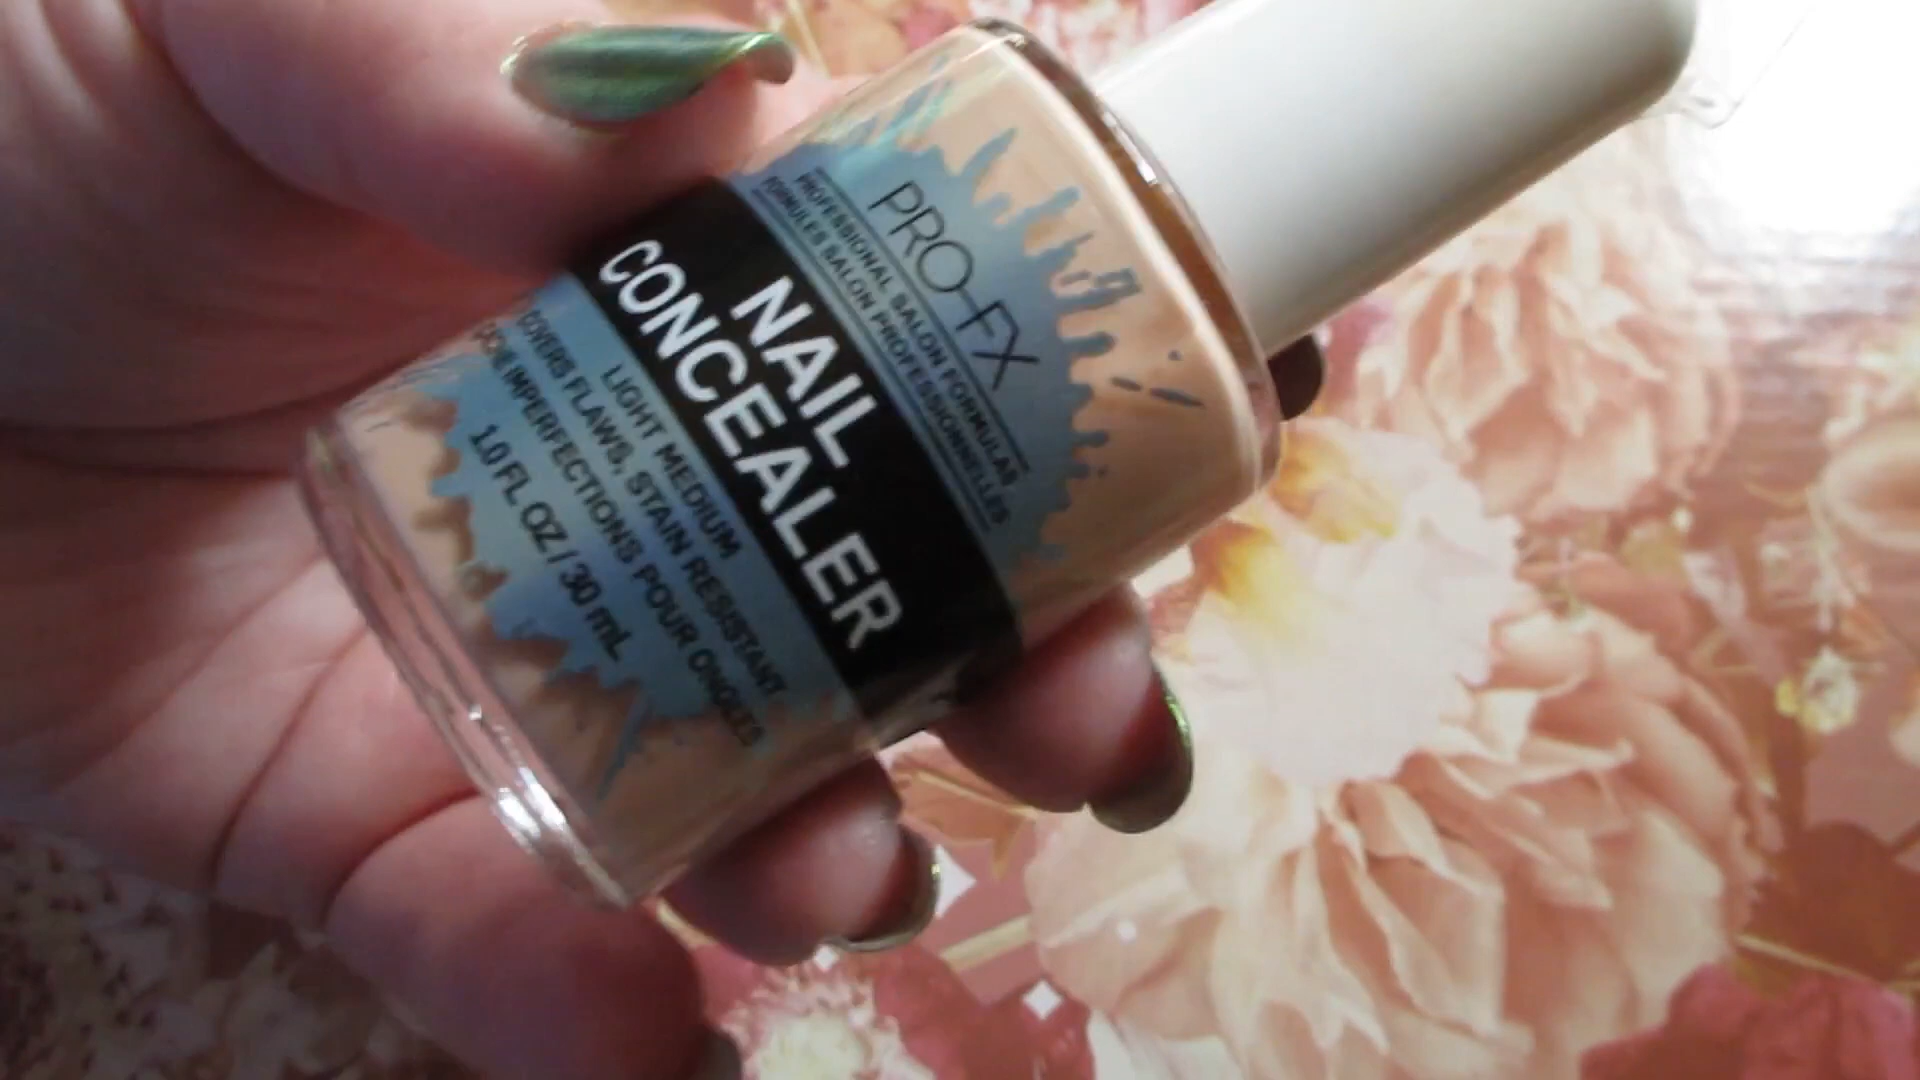 PRO-FX
PROFESSIONAL SALON FORMULAS
FORMULES SALON PROFESSIONNELLES
NAIL
CONCEALER
LIGHT MEDIUM
COVERS FLAWS, STAIN RESISTANT
IMPERFECTIONS POUR ONGLES
1.0 FL OZ / 30 mL